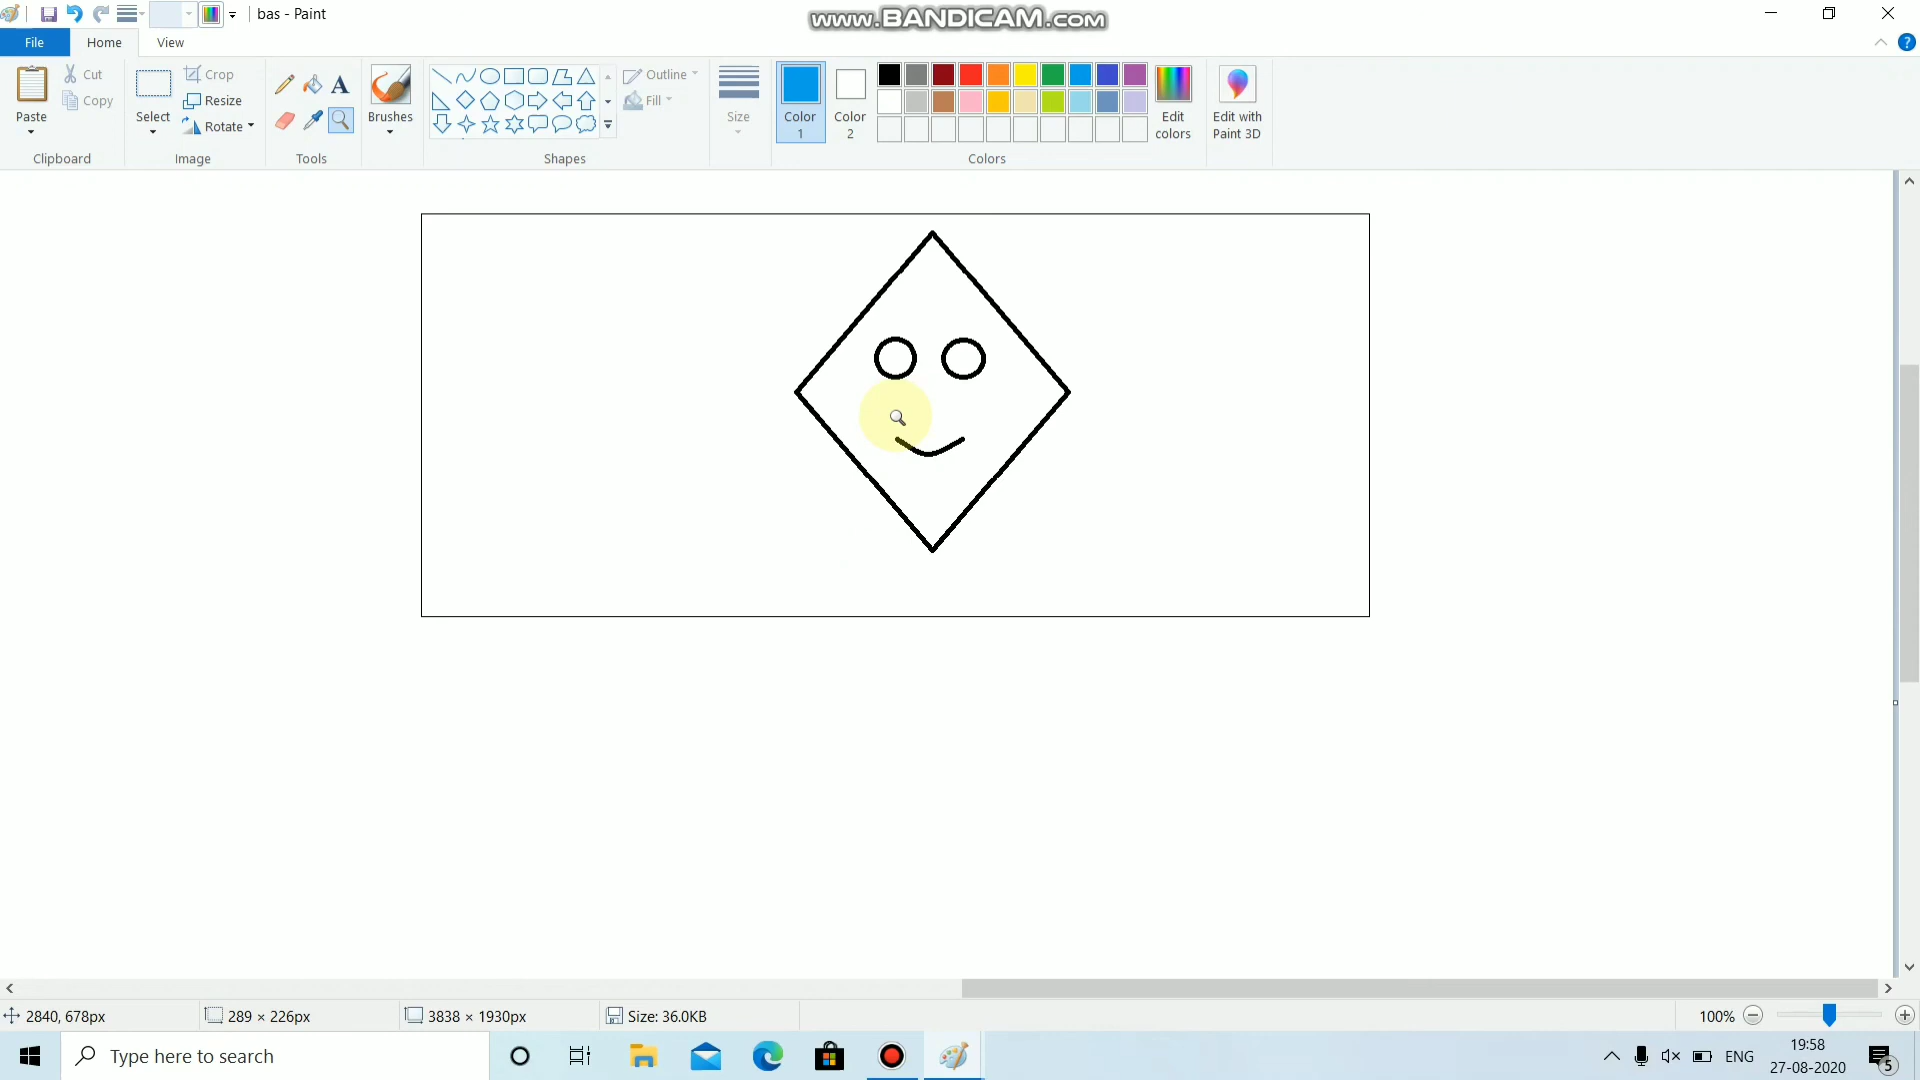 bas - Paint
www.BANDICAM.com
File Home View
Paste
Cut
Copy
Clipboard
Select
Crop
Resize
Rotate
Image
A
Tools
Brushes
Shapes
Outline
Fill
Size
Color 1
Color 2
Colors
Edit colors
Edit with Paint 3D
?
2840, 678px
289 × 226px
3838 × 1930px
Size: 36.0KB
100%
Type here to search
ENG
19:58
27-08-2020
5